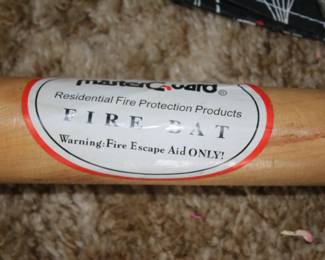 MasterGuard®
Residential Fire Protection Products
FIRE BAT
Warning: Fire Escape Aid ONLY!